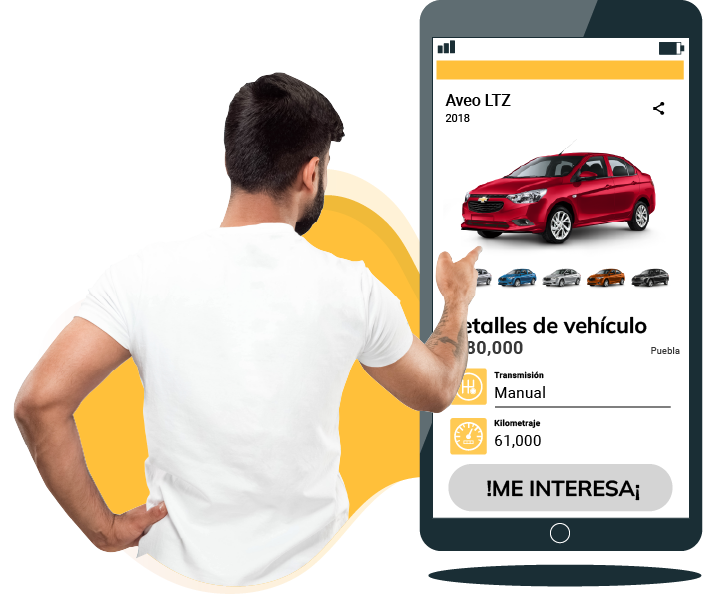 Aveo LTZ
2018
etalles de vehículo
80,000
Puebla
Transmisión
Manual
Kilometraje
61,000
!ME INTERESA¡